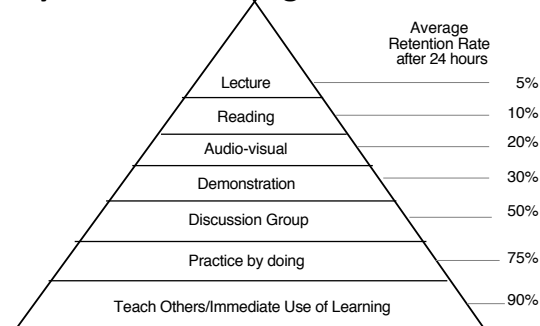 Average
Retention Rate
after 24 hours
Lecture 5%
Reading 10%
Audio-visual 20%
Demonstration 30%
Discussion Group 50%
Practice by doing 75%
Teach Others/Immediate Use of Learning 90%